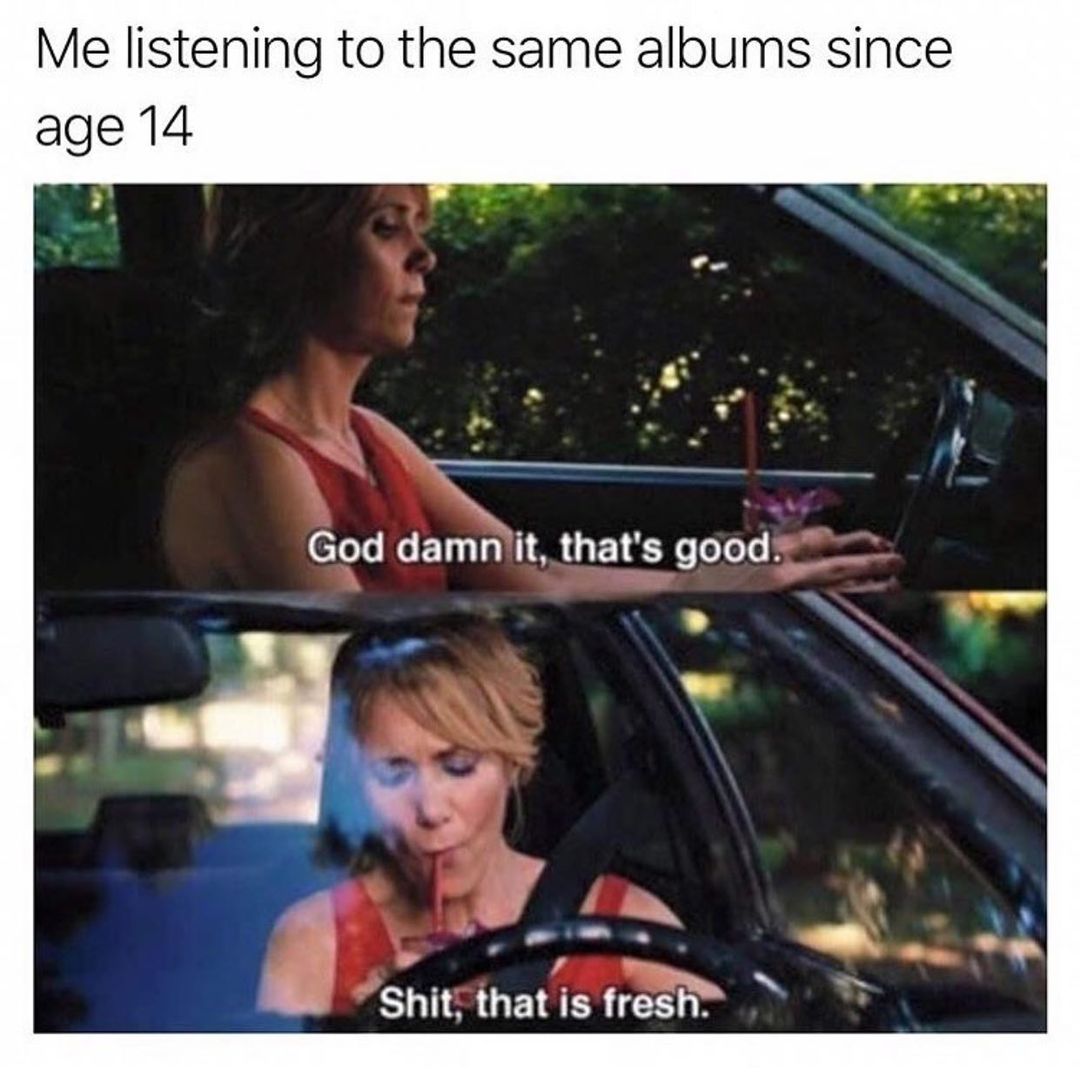 Me listening to the same albums since
age 14
God damn it, that's good.
Shit, that is fresh.